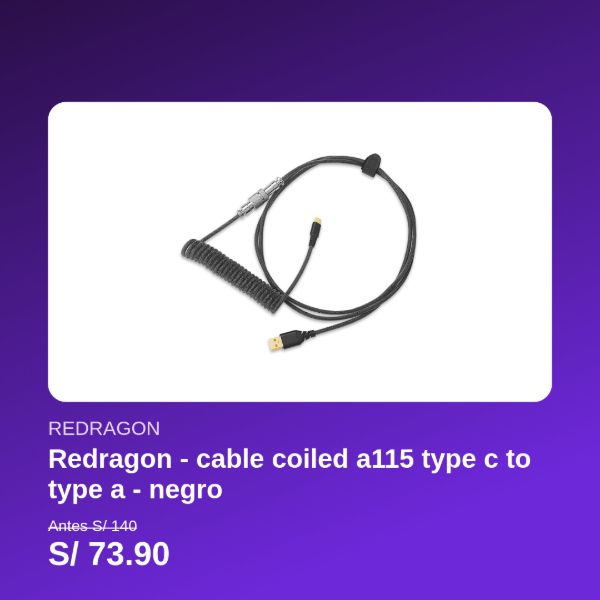 REDRAGON
Redragon - cable coiled a115 type c to
type a - negro
Antes S/ 140
S/ 73.90